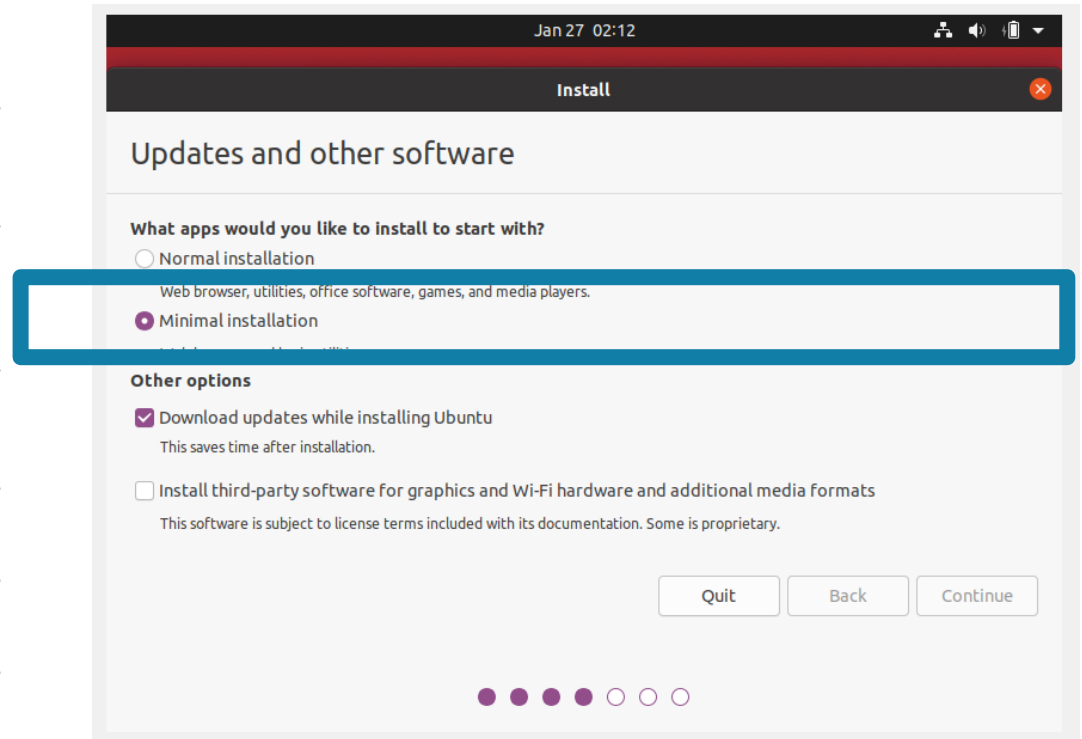 Jan 27 02:12
Install
Updates and other software
What apps would you like to install to start with?
Normal installation
Web browser, utilities, office software, games, and media players.
Minimal installation
Other options
Download updates while installing Ubuntu
This saves time after installation.
Install third-party software for graphics and Wi-Fi hardware and additional media formats
This software is subject to license terms included with its documentation. Some is proprietary.
Quit
Back
Continue